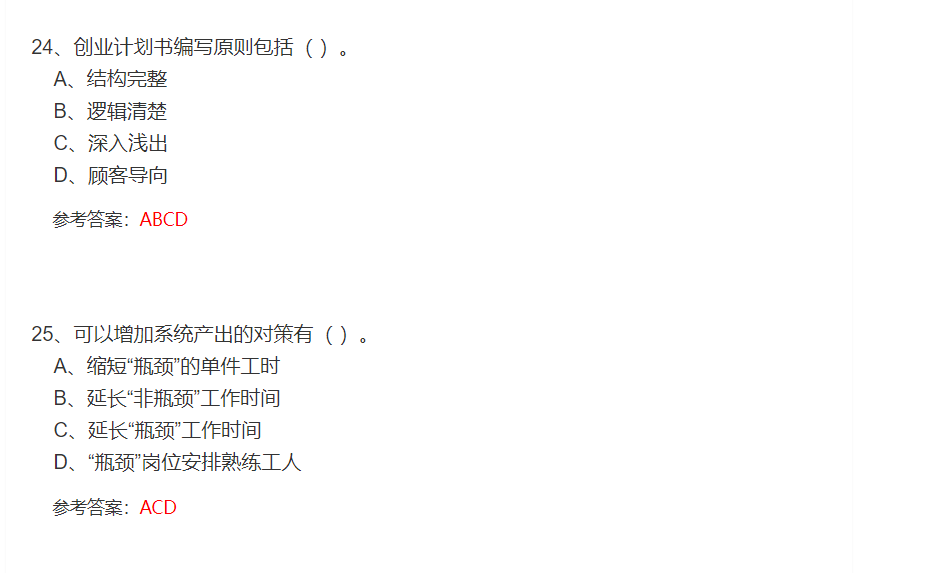 24、创业计划书编写原则包括（ ）。
A、结构完整
B、逻辑清楚
C、深入浅出
D、顾客导向
参考答案：ABCD
25、可以增加系统产出的对策有（ ）。
A、缩短“瓶颈”的单件工时
B、延长“非瓶颈”工作时间
C、延长“瓶颈”工作时间
D、“瓶颈”岗位安排熟练工人
参考答案：ACD